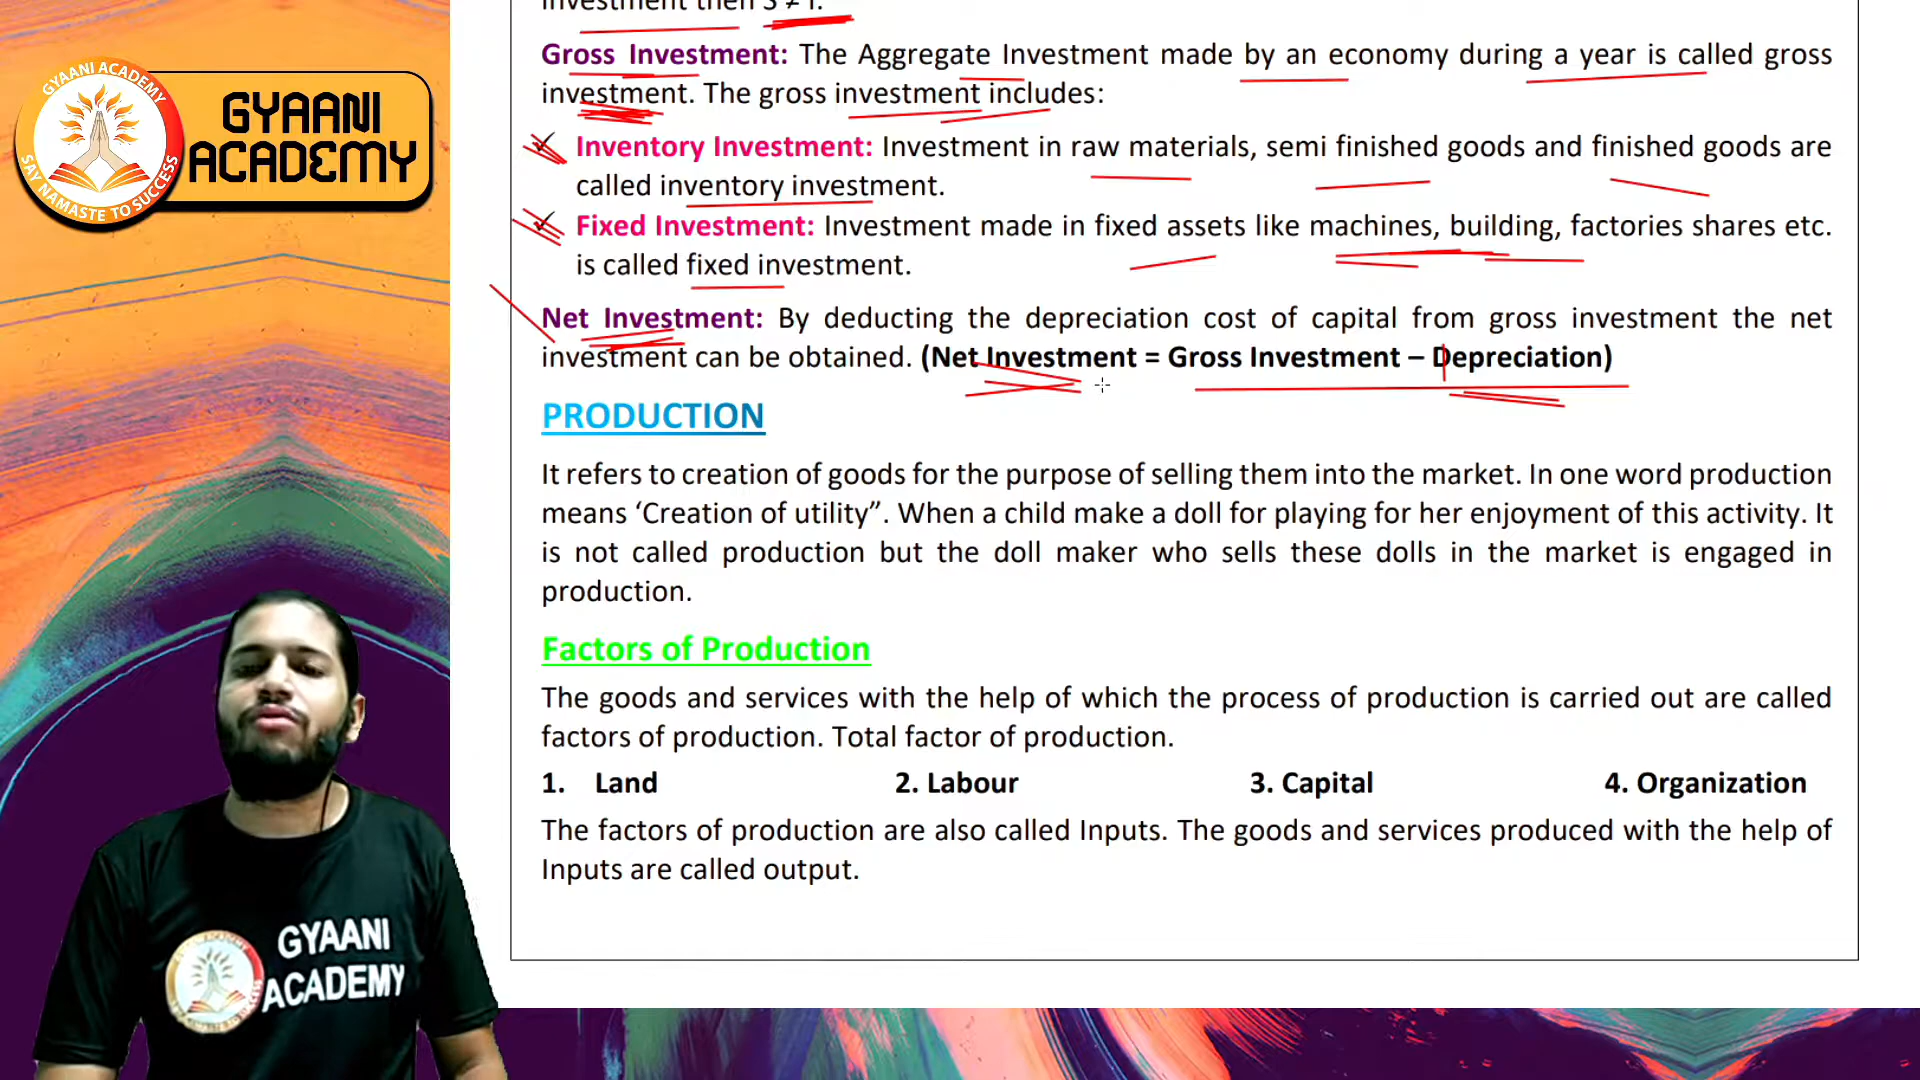 investment then S ≠ I.
Gross Investment: The Aggregate Investment made by an economy during a year is called gross
investment. The gross investment includes:
Inventory Investment: Investment in raw materials, semi finished goods and finished goods are
called inventory investment.
Fixed Investment: Investment made in fixed assets like machines, building, factories shares etc.
is called fixed investment.
Net Investment: By deducting the depreciation cost of capital from gross investment the net
investment can be obtained. (Net Investment = Gross Investment – Depreciation)
PRODUCTION
It refers to creation of goods for the purpose of selling them into the market. In one word production
means ‘Creation of utility”. When a child make a doll for playing for her enjoyment of this activity. It
is not called production but the doll maker who sells these dolls in the market is engaged in
production.
Factors of Production
The goods and services with the help of which the process of production is carried out are called
factors of production. Total factor of production.
1. Land 2. Labour 3. Capital 4. Organization
The factors of production are also called Inputs. The goods and services produced with the help of
Inputs are called output.
GYAANI ACADEMY
SAY NAMASTE TO SUCCESS
GYAANI
ACADEMY
GYAANI
ACADEMY